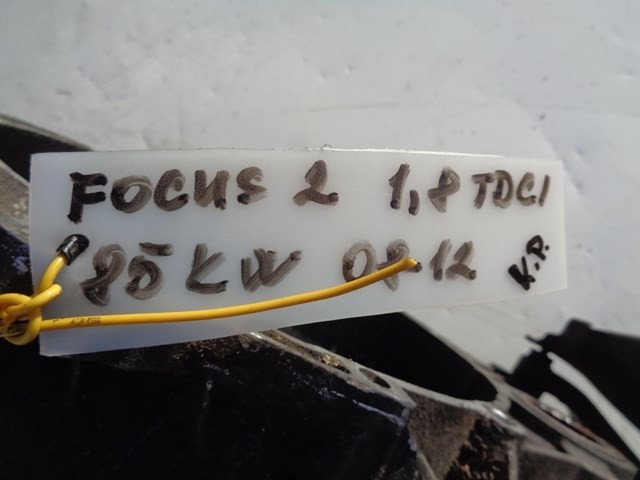 FOCUS 2 1,8 TDCI
85 KW 08-12
K.P.